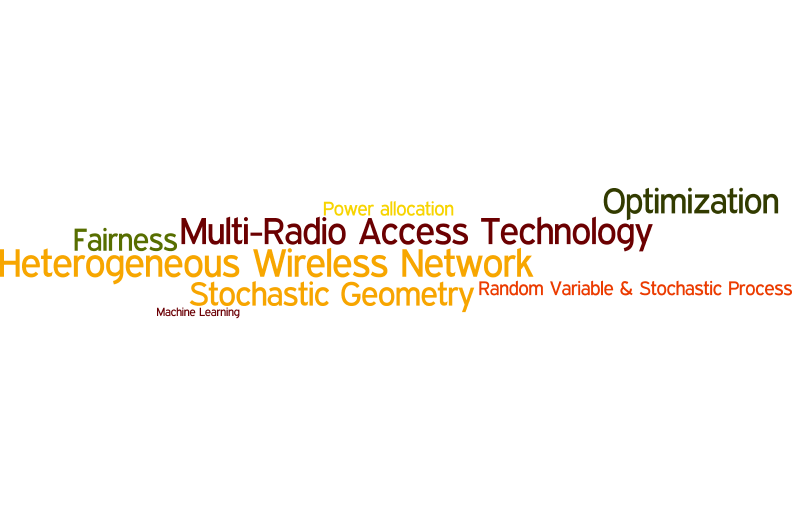 Optimization
Power allocation
Multi-Radio Access Technology
Fairness
Heterogeneous Wireless Network
Stochastic Geometry
Random Variable & Stochastic Process
Machine Learning